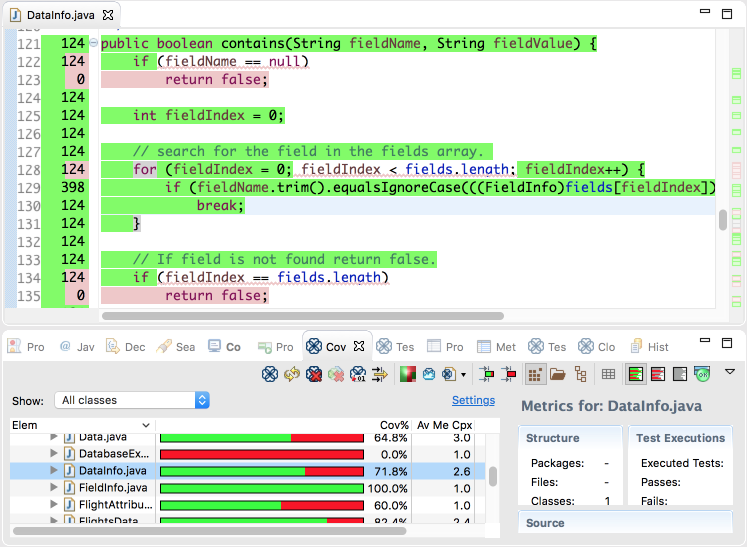 DataInfo.java
121 124 public boolean contains(String fieldName, String fieldValue) {
122 124 if (fieldName == null)
123 0 return false;
124 124
125 124 int fieldIndex = 0;
126 124
127 124 // search for the field in the fields array.
128 124 for (fieldIndex = 0; fieldIndex < fields.length; fieldIndex++) {
129 398 if (fieldName.trim().equalsIgnoreCase(((FieldInfo)fields[fieldIndex])
130 124 break;
131 124 }
132 124
133 124 // If field is not found return false.
134 124 if (fieldIndex == fields.length)
135 0 return false;
Pro @ Jav Dec Sea Co Pro Cov Tes Pro Met Tes Clo Hist
Show: All classes Settings
Elem Cov% Av Me Cpx
Data.java 64.8% 3.0
DatabaseEx... 0.0% 1.0
DataInfo.java 71.8% 2.6
FieldInfo.java 100.0% 1.0
FlightAttribu... 60.0% 1.0
FlightsData 82.4% 2.4
Metrics for: DataInfo.java
Structure Test Executions
Packages: - Executed Tests:
Files: - Passes:
Classes: 1 Fails:
Source